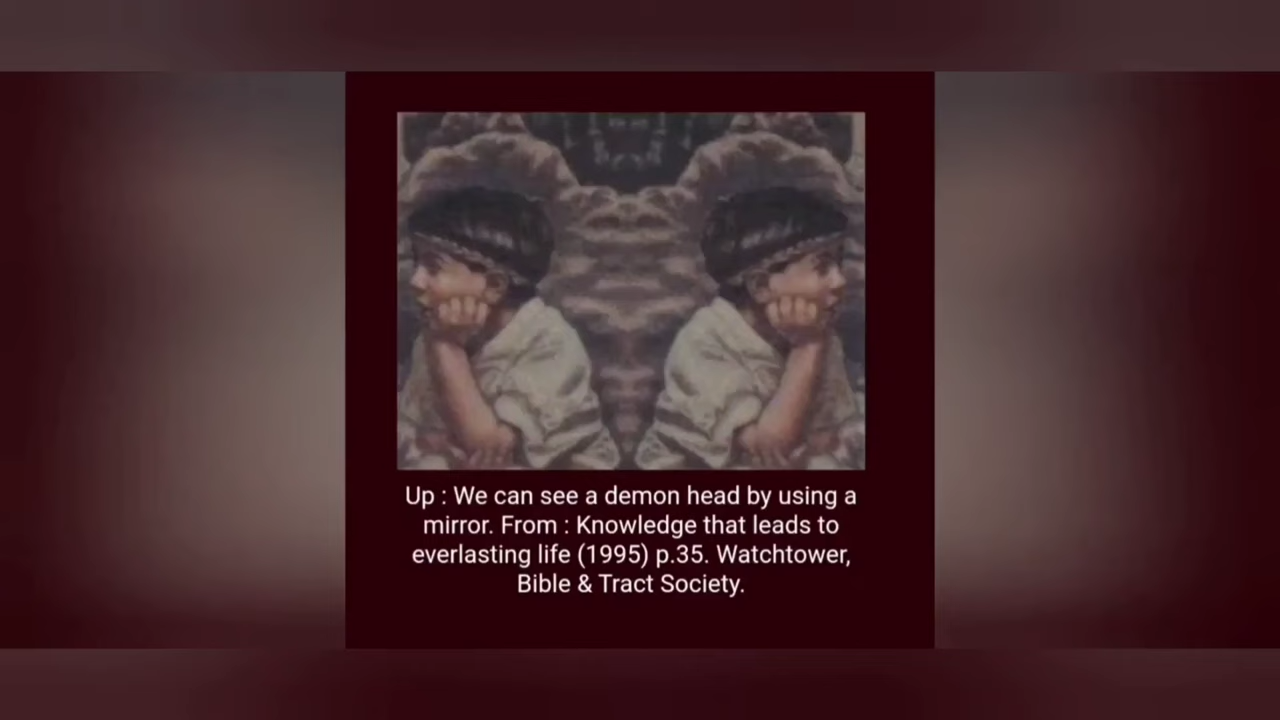 Up : We can see a demon head by using a
mirror. From : Knowledge that leads to
everlasting life (1995) p.35. Watchtower,
Bible & Tract Society.